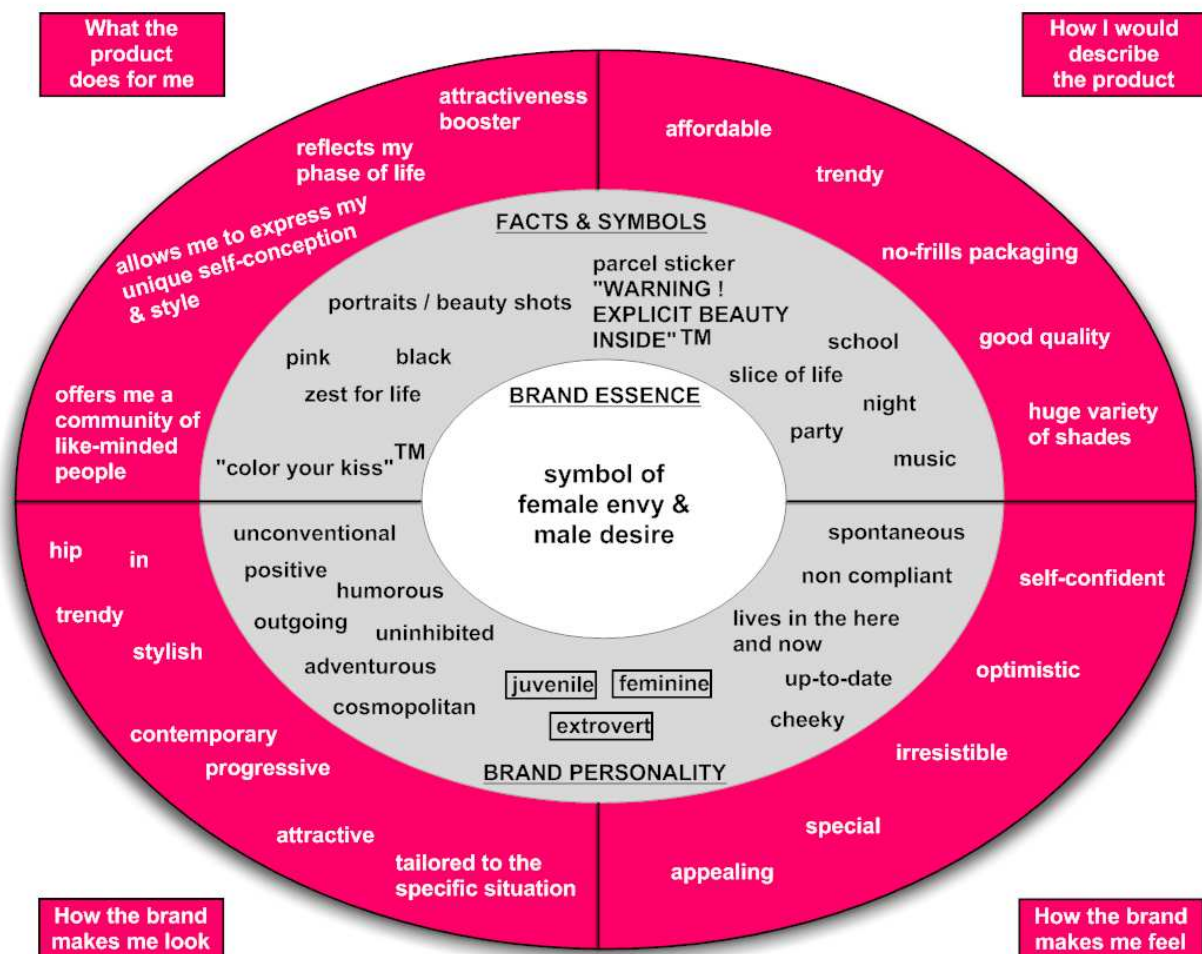 What the
product
does for me
How I would
describe
the product
attractiveness
booster
reflects my
phase of life
allows me to express my
unique self-conception
& style
offers me a
community of
like-minded
people
affordable
trendy
no-frills packaging
good quality
huge variety
of shades
FACTS & SYMBOLS
portraits / beauty shots
pink
black
zest for life
"color your kiss"™
parcel sticker
"WARNING !
EXPLICIT BEAUTY
INSIDE"™
school
slice of life
night
party
music
BRAND ESSENCE
symbol of
female envy &
male desire
unconventional
positive
humorous
outgoing
uninhibited
adventurous
cosmopolitan
juvenile
feminine
extrovert
spontaneous
non compliant
lives in the here
and now
up-to-date
cheeky
BRAND PERSONALITY
hip
in
trendy
stylish
contemporary
progressive
attractive
tailored to the
specific situation
self-confident
optimistic
irresistible
special
appealing
How the brand
makes me look
How the brand
makes me feel